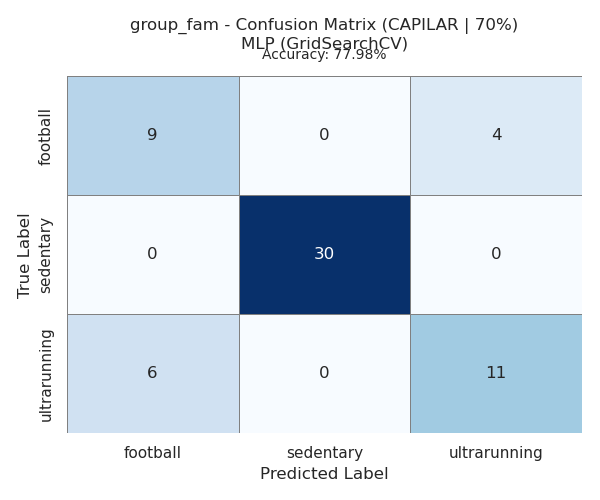 group_fam - Confusion Matrix (CAPILAR | 70%)
MLP (GridSearchCV)
Accuracy: 77.98%
True Label
football
9 0 4
sedentary
0 30 0
ultrarunning
6 0 11
football sedentary ultrarunning
Predicted Label